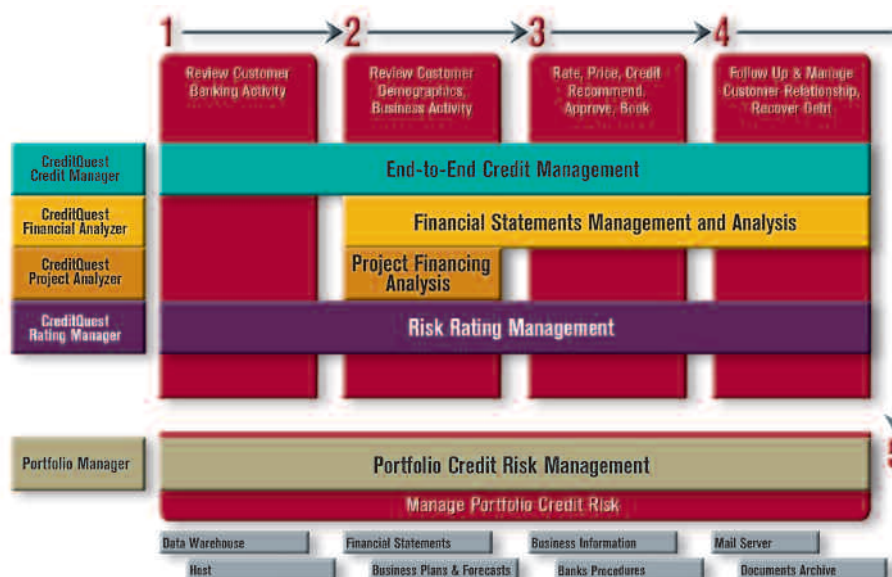 1
2
3
4
Review Customer
Banking Activity
Review Customer
Demographics,
Business Activity
Rate, Price, Credit
Recommend,
Approve, Book
Follow Up & Manage
Customer Relationship,
Recover Debt
CreditQuest
Credit Manager
End-to-End Credit Management
CreditQuest
Financial Analyzer
Financial Statements Management and Analysis
CreditQuest
Project Analyzer
Project Financing
Analysis
CreditQuest
Rating Manager
Risk Rating Management
5
Portfolio Manager
Portfolio Credit Risk Management
Manage Portfolio Credit Risk
Data Warehouse
Financial Statements
Business Information
Mail Server
Host
Business Plans & Forecasts
Banks Procedures
Documents Archive